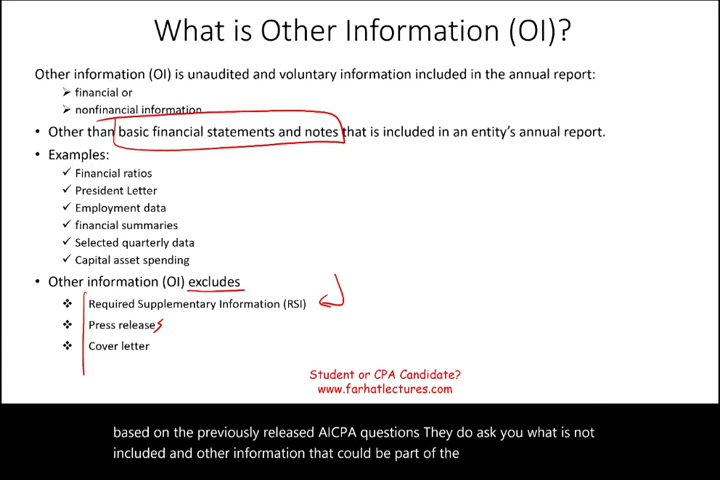 What is Other Information (OI)?
Other information (OI) is unaudited and voluntary information included in the annual report:
➢ financial or
➢ nonfinancial information
• Other than basic financial statements and notes that is included in an entity's annual report.
• Examples:
✓ Financial ratios
✓ President Letter
✓ Employment data
✓ financial summaries
✓ Selected quarterly data
✓ Capital asset spending
• Other information (OI) excludes
❖ Required Supplementary Information (RSI)
❖ Press releases
❖ Cover letter
Student or CPA Candidate?
www.farhatlectures.com
based on the previously released AICPA questions They do ask you what is not
included and other information that could be part of the